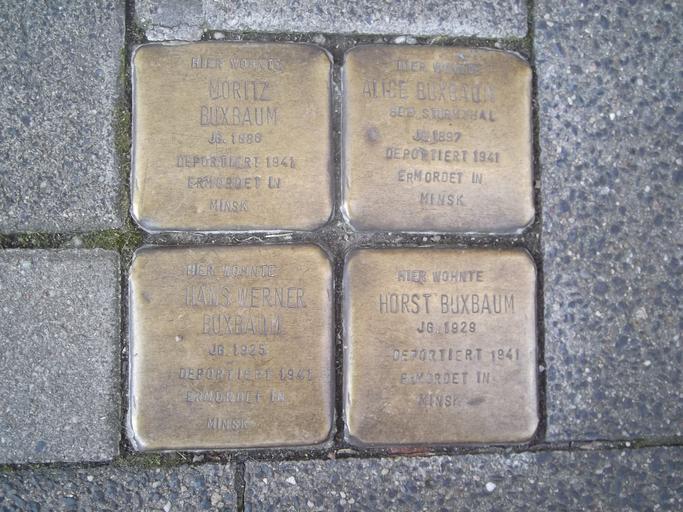 HIER WOHNTE
MORITZ
BUXBAUM
JG. 1886
DEPORTIERT 1941
ERMORDET IN
MINSK
HIER WOHNTE
ALICE BUXBAUM
GEB. STURMTHAL
JG. 1897
DEPORTIERT 1941
ERMORDET IN
MINSK
HIER WOHNTE
HANS WERNER
BUXBAUM
JG. 1925
DEPORTIERT 1941
ERMORDET IN
MINSK
HIER WOHNTE
HORST BUXBAUM
JG. 1929
DEPORTIERT 1941
ERMORDET IN
MINSK